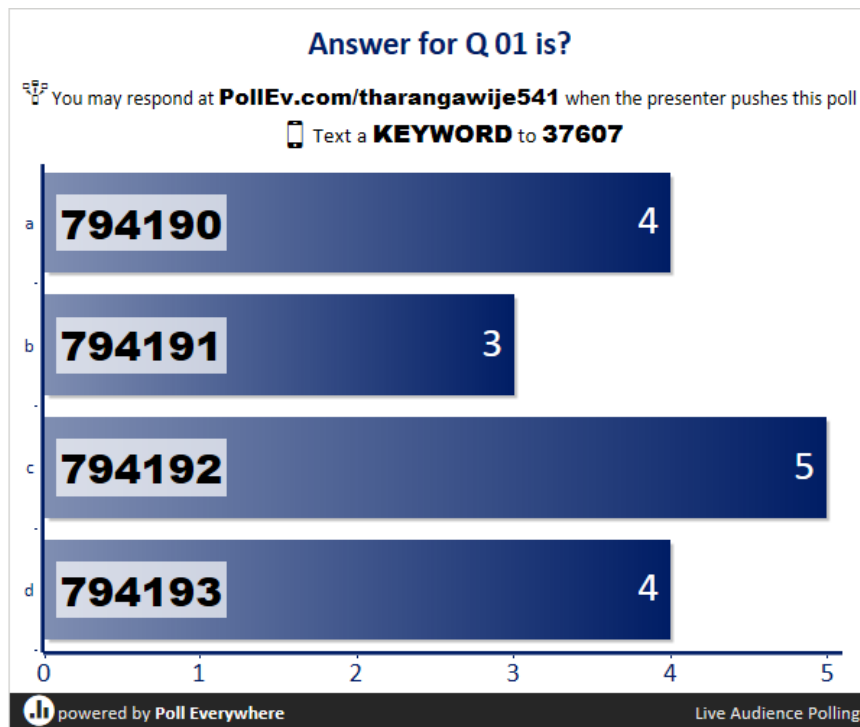 Answer for Q 01 is?
You may respond at PollEv.com/tharangawije541 when the presenter pushes this poll
Text a KEYWORD to 37607
a 794190 4
b 794191 3
c 794192 5
d 794193 4
0 1 2 3 4 5
powered by Poll Everywhere Live Audience Polling